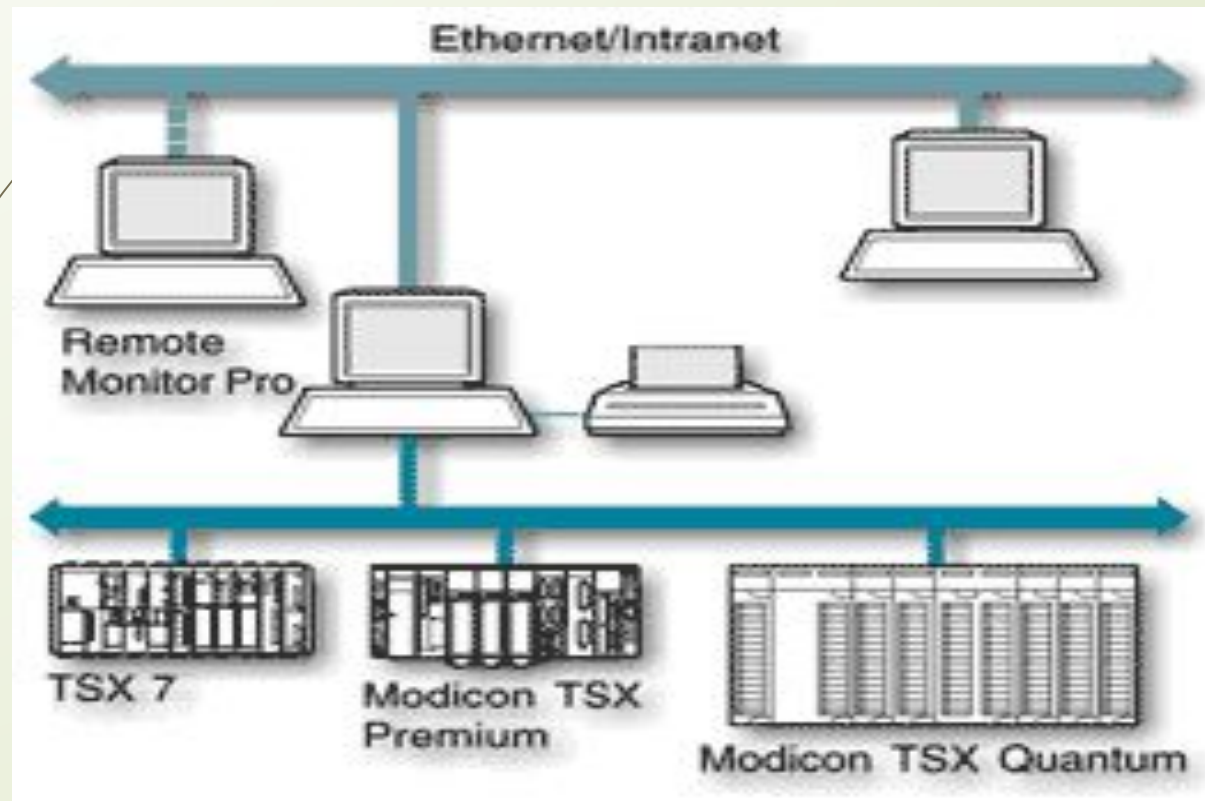 Ethernet/Intranet
Remote
Monitor Pro
TSX 7
Modicon TSX
Premium
Modicon TSX Quantum